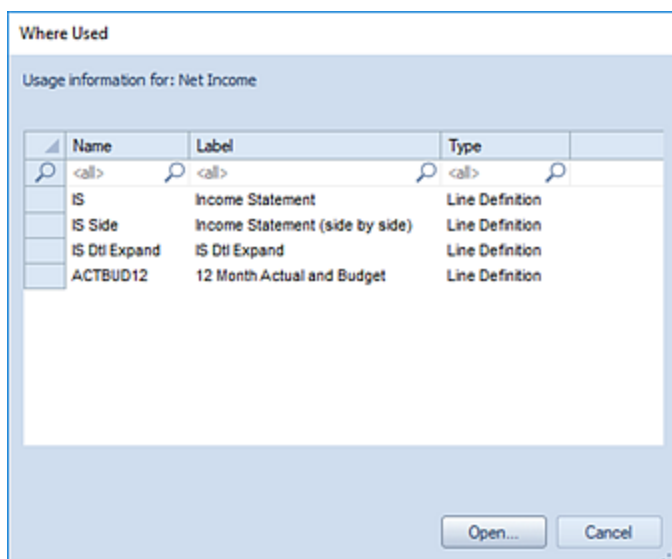 Where Used
Usage information for: Net Income
Name Label Type
<all> <all> <all>
IS Income Statement Line Definition
IS Side Income Statement (side by side) Line Definition
IS Dtl Expand IS Dtl Expand Line Definition
ACTBUD12 12 Month Actual and Budget Line Definition
Open... Cancel